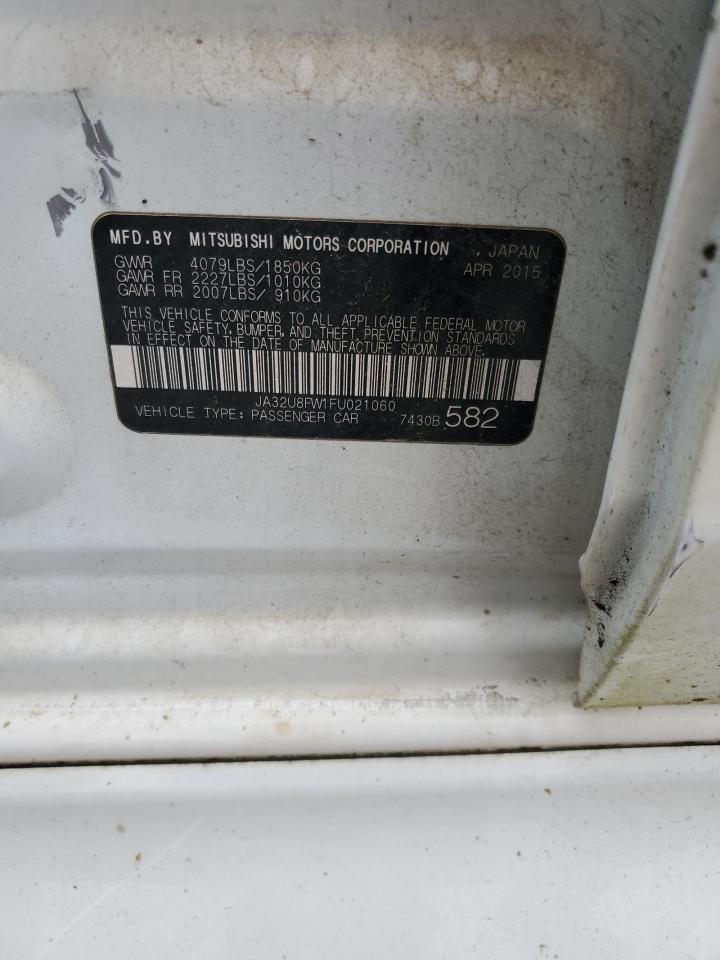 MFD.BY MITSUBISHI MOTORS CORPORATION , JAPAN
GVWR 4079LBS/1850KG APR 2015
GAWR FR 2227LBS/1010KG
GAWR RR 2007LBS/ 910KG
THIS VEHICLE CONFORMS TO ALL APPLICABLE FEDERAL MOTOR
VEHICLE SAFETY, BUMPER, AND THEFT PREVENTION STANDARDS
IN EFFECT ON THE DATE OF MANUFACTURE SHOWN ABOVE.
JA32U8FW1FU021060
VEHICLE TYPE: PASSENGER CAR 7430B 582